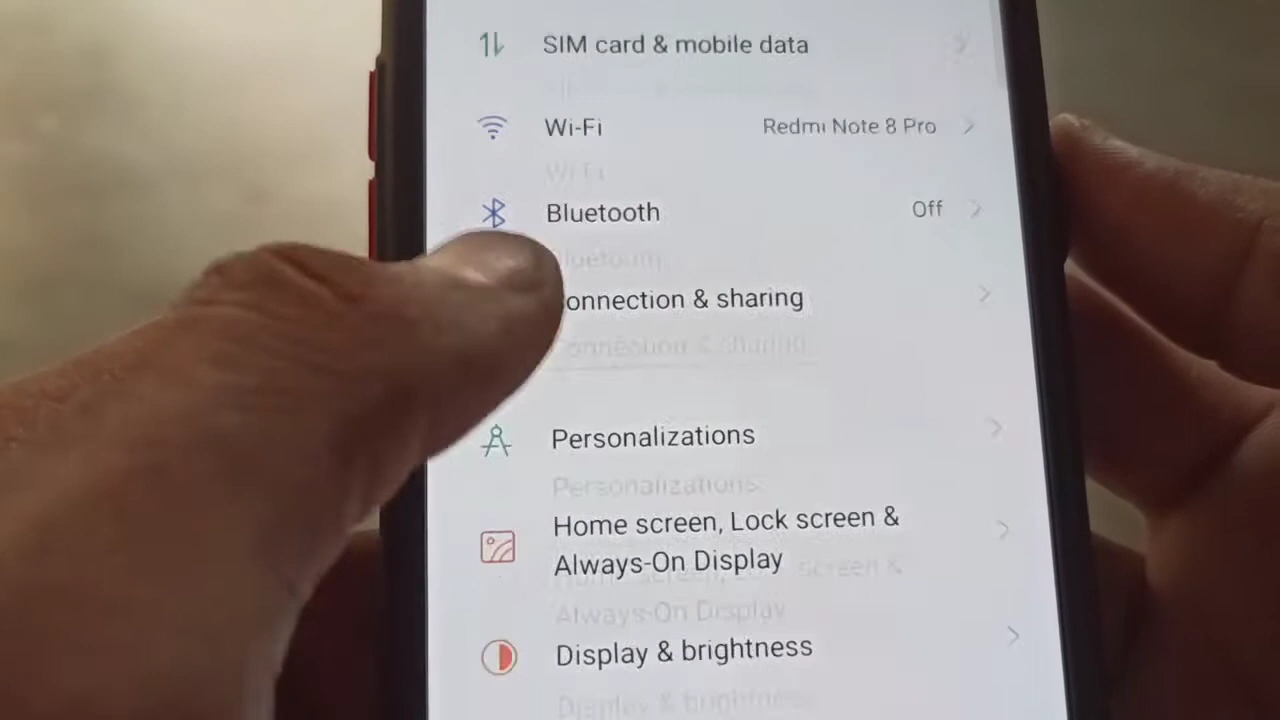 SIM card & mobile data
Wi-Fi Redmi Note 8 Pro
Bluetooth Off
onnection & sharing
Personalizations
Home screen, Lock screen &
Always-On Display
Display & brightness